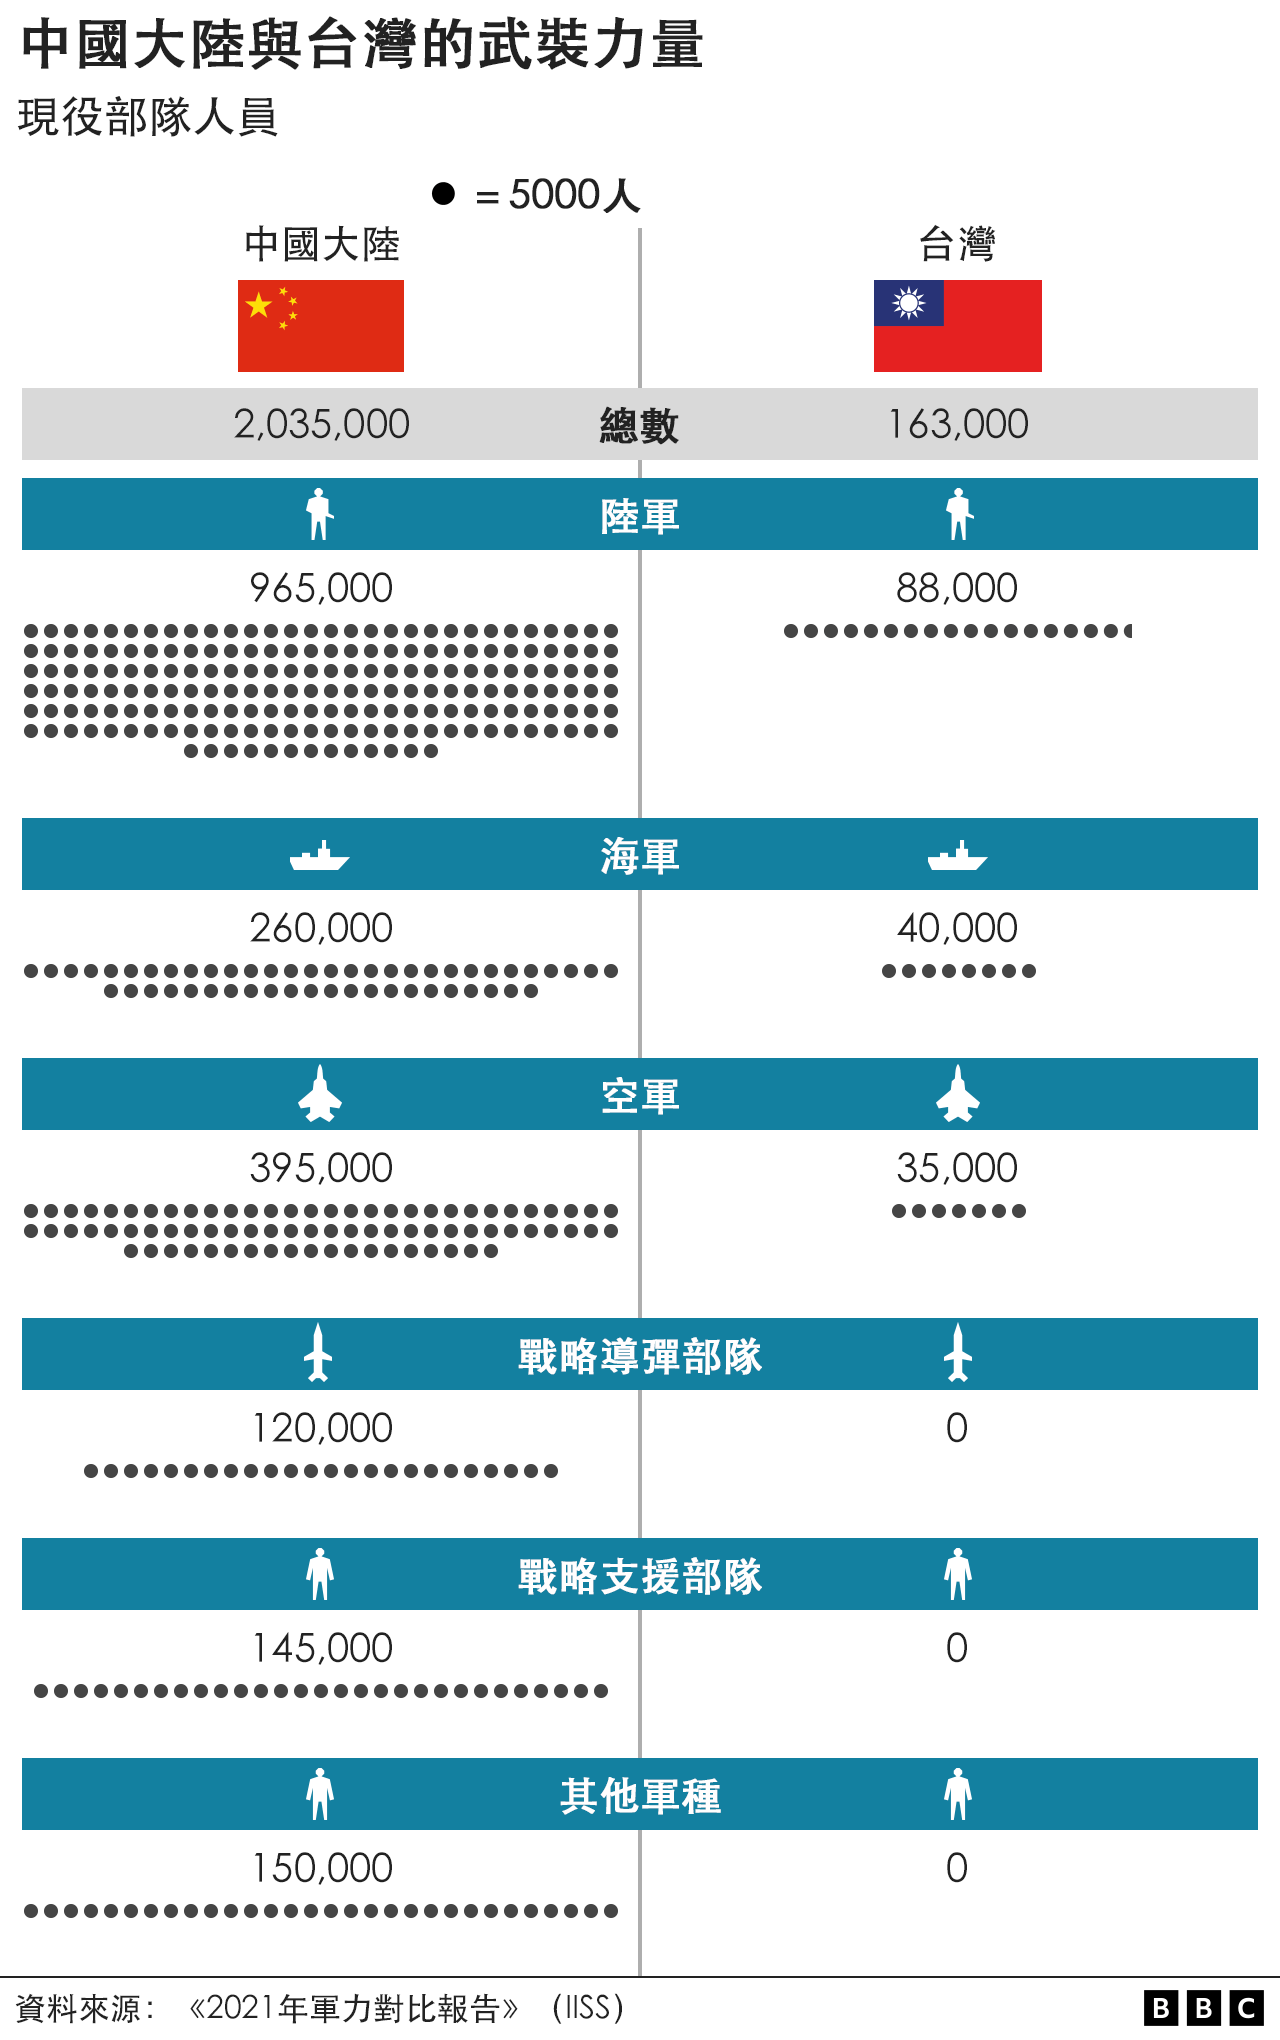 中國大陸與台灣的武裝力量
現役部隊人員
● = 5000人
中國大陸 台灣
2,035,000 總數 163,000
陸軍
965,000 88,000
海軍
260,000 40,000
空軍
395,000 35,000
戰略導彈部隊
120,000 0
戰略支援部隊
145,000 0
其他軍種
150,000 0
資料來源：《2021年軍力對比報告》（IISS） BBC